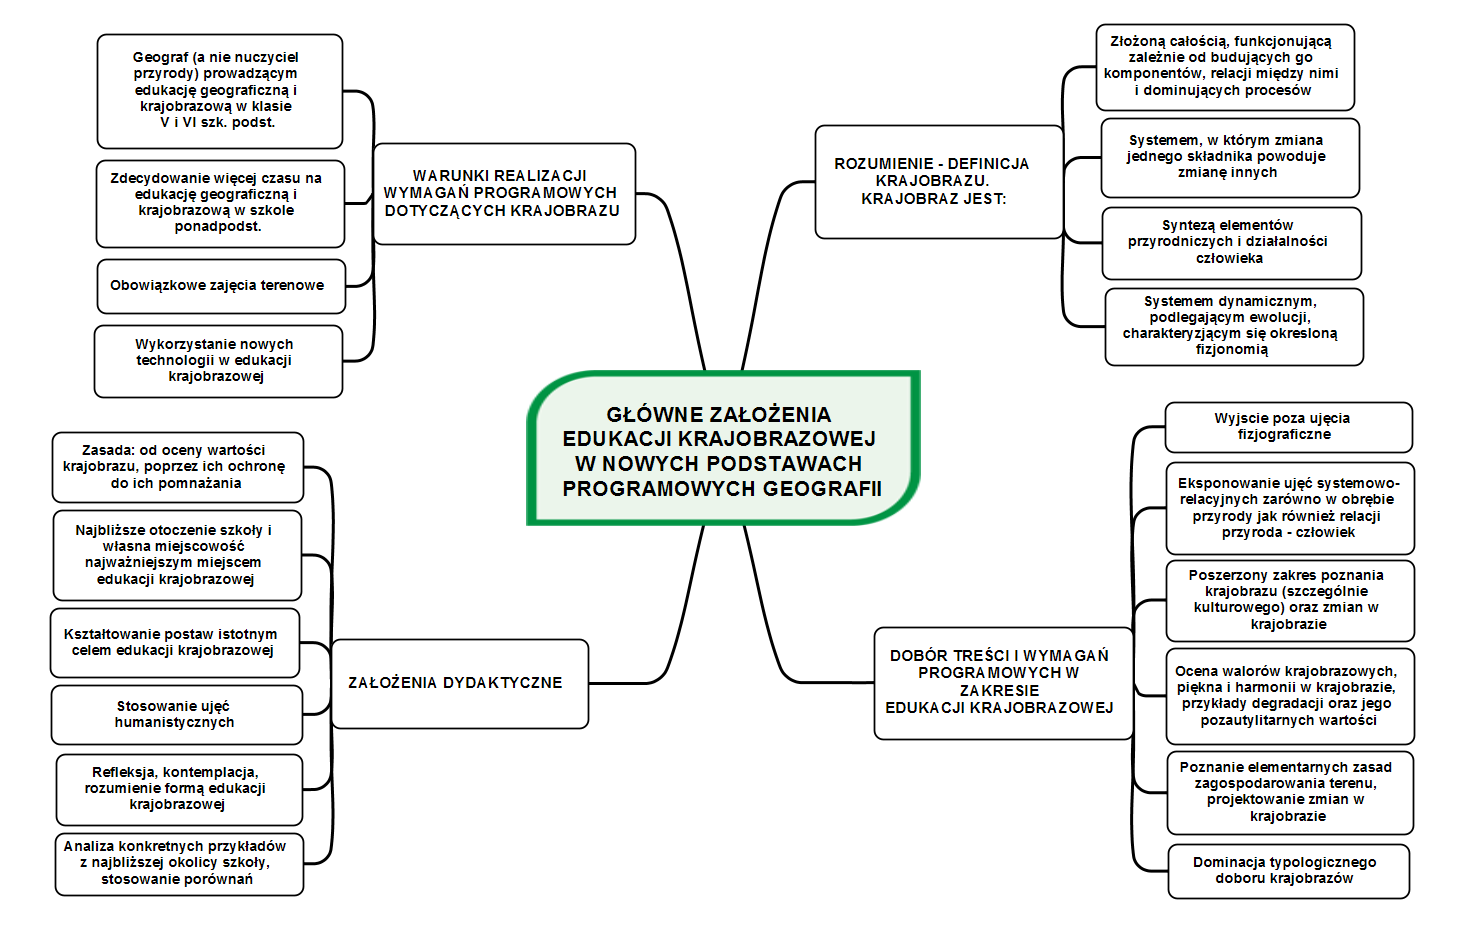 Geograf (a nie nuczyciel
przyrody) prowadzącym
edukację geograficzną i
krajobrazową w klasie
V i VI szk. podst.
Zdecydowanie więcej czasu na
edukację geograficzną i
krajobrazową w szkole
ponadpodst.
Obowiązkowe zajęcia terenowe
Wykorzystanie nowych
technologii w edukacji
krajobrazowej
WARUNKI REALIZACJI
WYMAGAŃ PROGRAMOWYCH
DOTYCZĄCYCH KRAJOBRAZU
ROZUMIENIE - DEFINICJA
KRAJOBRAZU.
KRAJOBRAZ JEST:
Złożoną całością, funkcjonującą
zależnie od budujących go
komponentów, relacji między nimi
i dominujących procesów
Systemem, w którym zmiana
jednego składnika powoduje
zmianę innych
Syntezą elementów
przyrodniczych i działalności
człowieka
Systemem dynamicznym,
podlegającym ewolucji,
charakteryzjącym się okresloną
fizjonomią
GŁÓWNE ZAŁOŻENIA
EDUKACJI KRAJOBRAZOWEJ
W NOWYCH PODSTAWACH
PROGRAMOWYCH GEOGRAFII
Zasada: od oceny wartości
krajobrazu, poprzez ich ochronę
do ich pomnażania
Najbliższe otoczenie szkoły i
własna miejscowość
najważniejszym miejscem
edukacji krajobrazowej
Kształtowanie postaw istotnym
celem edukacji krajobrazowej
Stosowanie ujęć
humanistycznych
Refleksja, kontemplacja,
rozumienie formą edukacji
krajobrazowej
Analiza konkretnych przykładów
z najbliższej okolicy szkoły,
stosowanie porównań
ZAŁOŻENIA DYDAKTYCZNE
DOBÓR TREŚCI I WYMAGAŃ
PROGRAMOWYCH W
ZAKRESIE
EDUKACJI KRAJOBRAZOWEJ
Wyjscie poza ujęcia
fizjograficzne
Eksponowanie ujęć systemowo-
relacyjnych zarówno w obrębie
przyrody jak również relacji
przyroda - człowiek
Poszerzony zakres poznania
krajobrazu (szczególnie
kulturowego) oraz zmian w
krajobrazie
Ocena walorów krajobrazowych,
piękna i harmonii w krajobrazie,
przykłady degradacji oraz jego
pozautylitarnych wartości
Poznanie elementarnych zasad
zagospodarowania terenu,
projektowanie zmian w
krajobrazie
Dominacja typologicznego
doboru krajobrazów